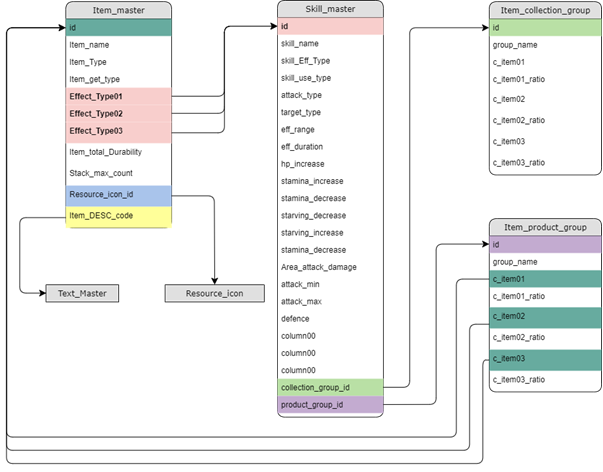 Item_master
id
Item_name
Item_Type
Item_get_type
Effect_Type01
Effect_Type02
Effect_Type03
Item_total_Durability
Stack_max_count
Resource_icon_id
Item_DESC_code
Text_Master
Resource_icon
Skill_master
id
skill_name
skill_Eff_Type
skill_use_type
attack_type
target_type
eff_range
eff_duration
hp_increase
stamina_increase
stamina_decrease
starving_decrease
starving_increase
stamina_decrease
Area_attack_damage
attack_min
attack_max
defence
column00
column00
column00
collection_group_id
product_group_id
Item_collection_group
id
group_name
c_item01
c_item01_ratio
c_item02
c_item02_ratio
c_item03
c_item03_ratio
Item_product_group
id
group_name
c_item01
c_item01_ratio
c_item02
c_item02_ratio
c_item03
c_item03_ratio